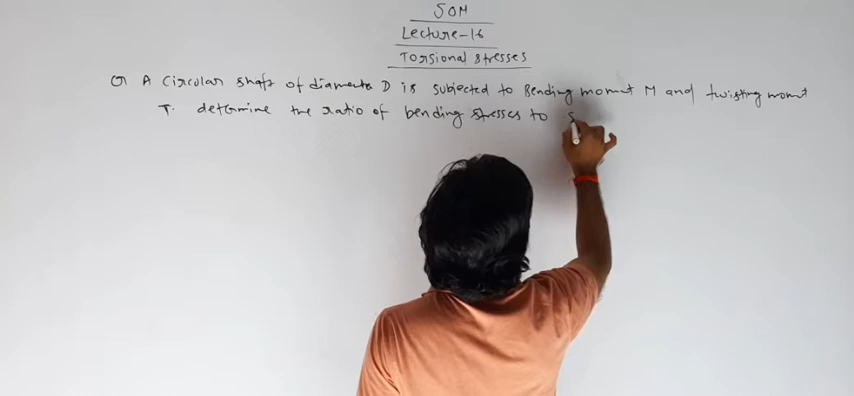 SOM
Lecture-16
Torsional stresses
Q A Circular shaft of diameter D is subjected to Bending moment M and twisting moment
T. determine the ratio of bending stresses to s